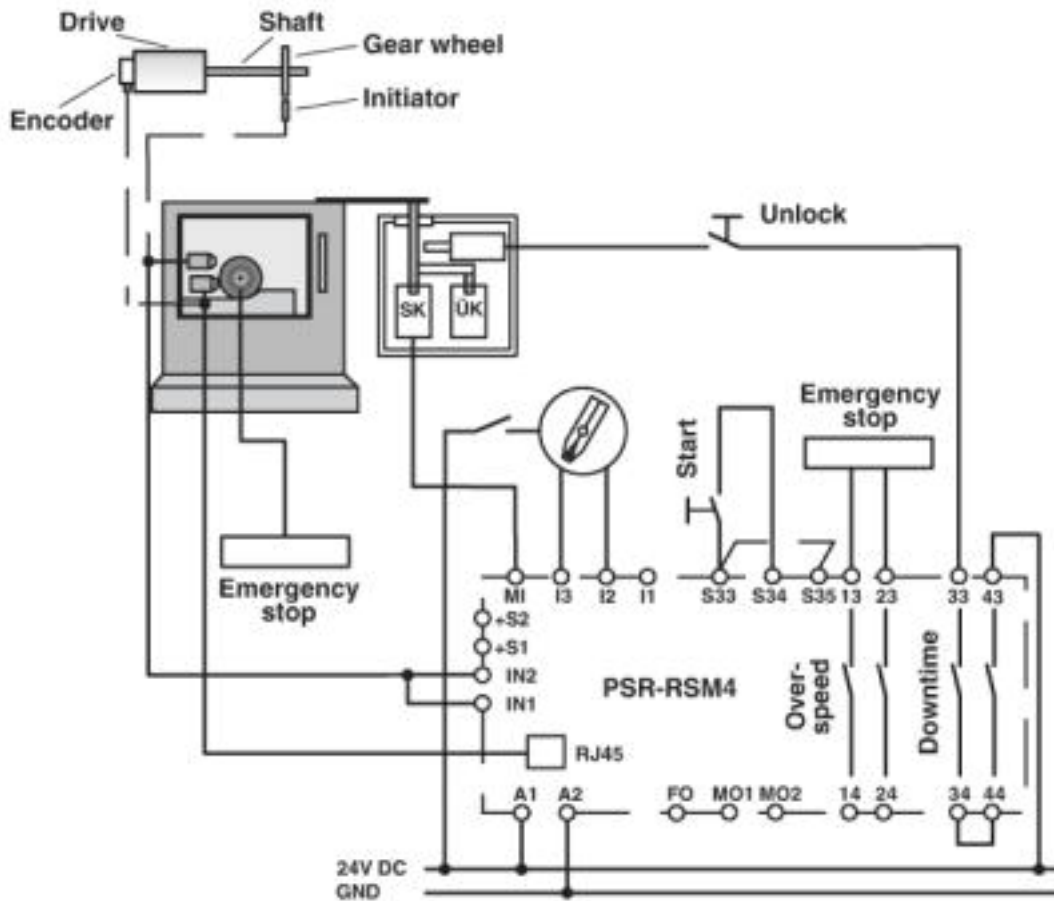 Drive
Shaft
Gear wheel
Initiator
Encoder
Unlock
SK
ÜK
Emergency
stop
Start
Emergency
stop
MI
I3
I2
I1
S33
S34
S35
13
23
33
43
+S2
+S1
IN2
IN1
PSR-RSM4
Over-
speed
Downtime
RJ45
A1
A2
FO
MO1
MO2
14
24
34
44
24V DC
GND